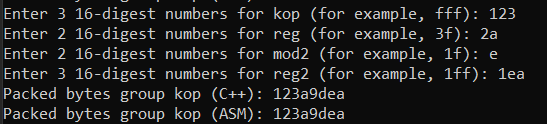 Enter 3 16-digest numbers for kop (for example, fff): 123
Enter 2 16-digest numbers for reg (for example, 3f): 2a
Enter 2 16-digest numbers for mod2 (for example, 1f): e
Enter 3 16-digest numbers for reg2 (for example, 1ff): 1ea
Packed bytes group kop (C++): 123a9dea
Packed bytes group kop (ASM): 123a9dea